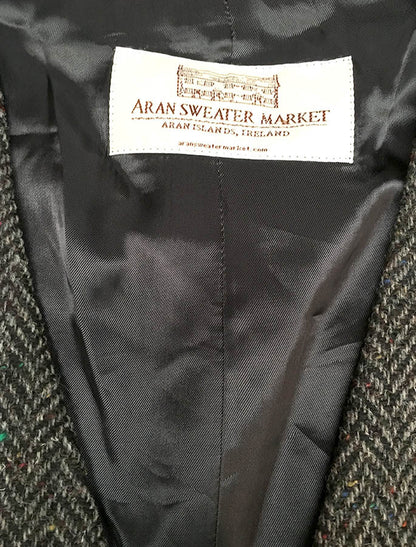 ARAN SWEATER MARKET
ARAN ISLANDS, IRELAND
aransweatermarket.com